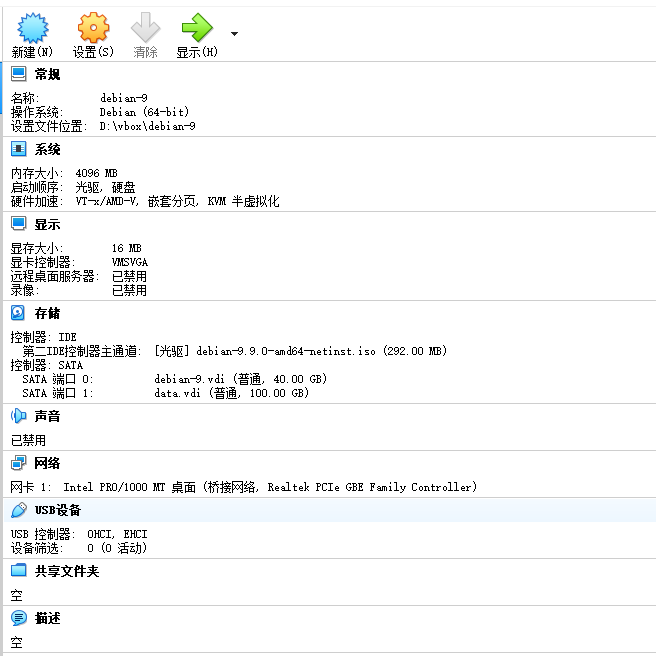 新建(N) 设置(S) 清除 显示(H)
常规
名称: debian-9
操作系统: Debian (64-bit)
设置文件位置: D:\vbox\debian-9
系统
内存大小: 4096 MB
启动顺序: 光驱, 硬盘
硬件加速: VT-x/AMD-V, 嵌套分页, KVM 半虚拟化
显示
显存大小: 16 MB
显卡控制器: VMSVGA
远程桌面服务器: 已禁用
录像: 已禁用
存储
控制器: IDE
第二IDE控制器主通道: [光驱] debian-9.9.0-amd64-netinst.iso (292.00 MB)
控制器: SATA
SATA 端口 0: debian-9.vdi (普通, 40.00 GB)
SATA 端口 1: data.vdi (普通, 100.00 GB)
声音
已禁用
网络
网卡 1: Intel PRO/1000 MT 桌面 (桥接网络, Realtek PCIe GBE Family Controller)
USB设备
USB 控制器: OHCI, EHCI
设备筛选: 0 (0 活动)
共享文件夹
空
描述
空